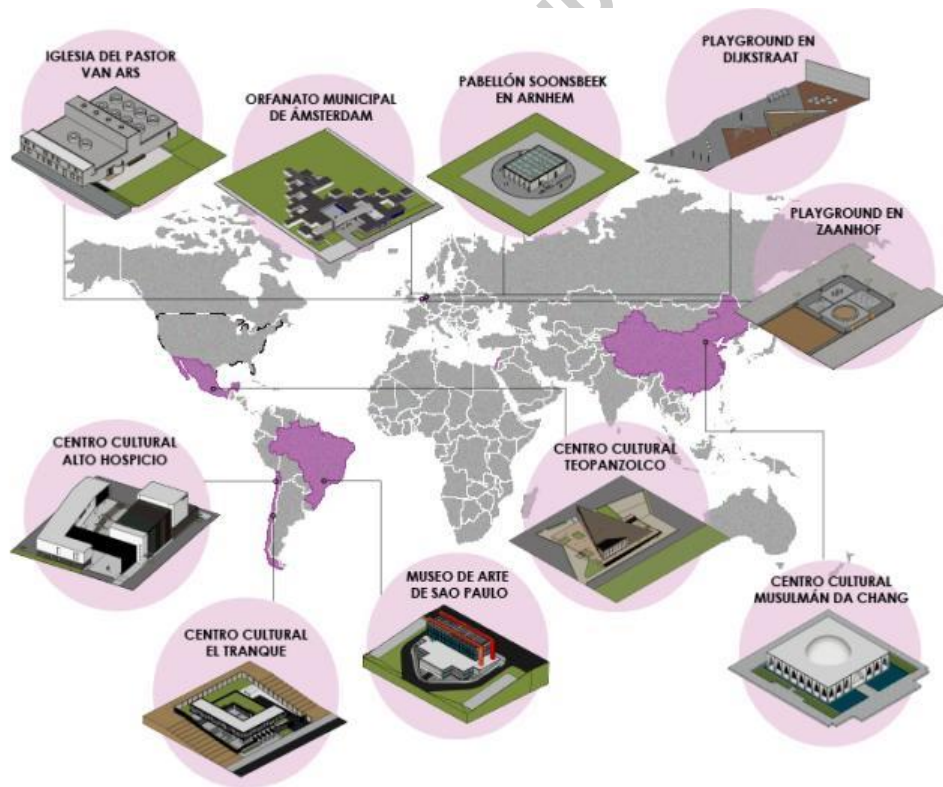 IGLESIA DEL PASTOR
VAN ARS
ORFANATO MUNICIPAL
DE ÁMSTERDAM
PABELLÓN SOONSBEEK
EN ARNHEM
PLAYGROUND EN
DIJKSTRAAT
PLAYGROUND EN
ZAANHOF
CENTRO CULTURAL
ALTO HOSPICIO
CENTRO CULTURAL
TEOPANZOLCO
MUSEO DE ARTE
DE SAO PAULO
CENTRO CULTURAL
MUSULMÁN DA CHANG
CENTRO CULTURAL
EL TRANQUE